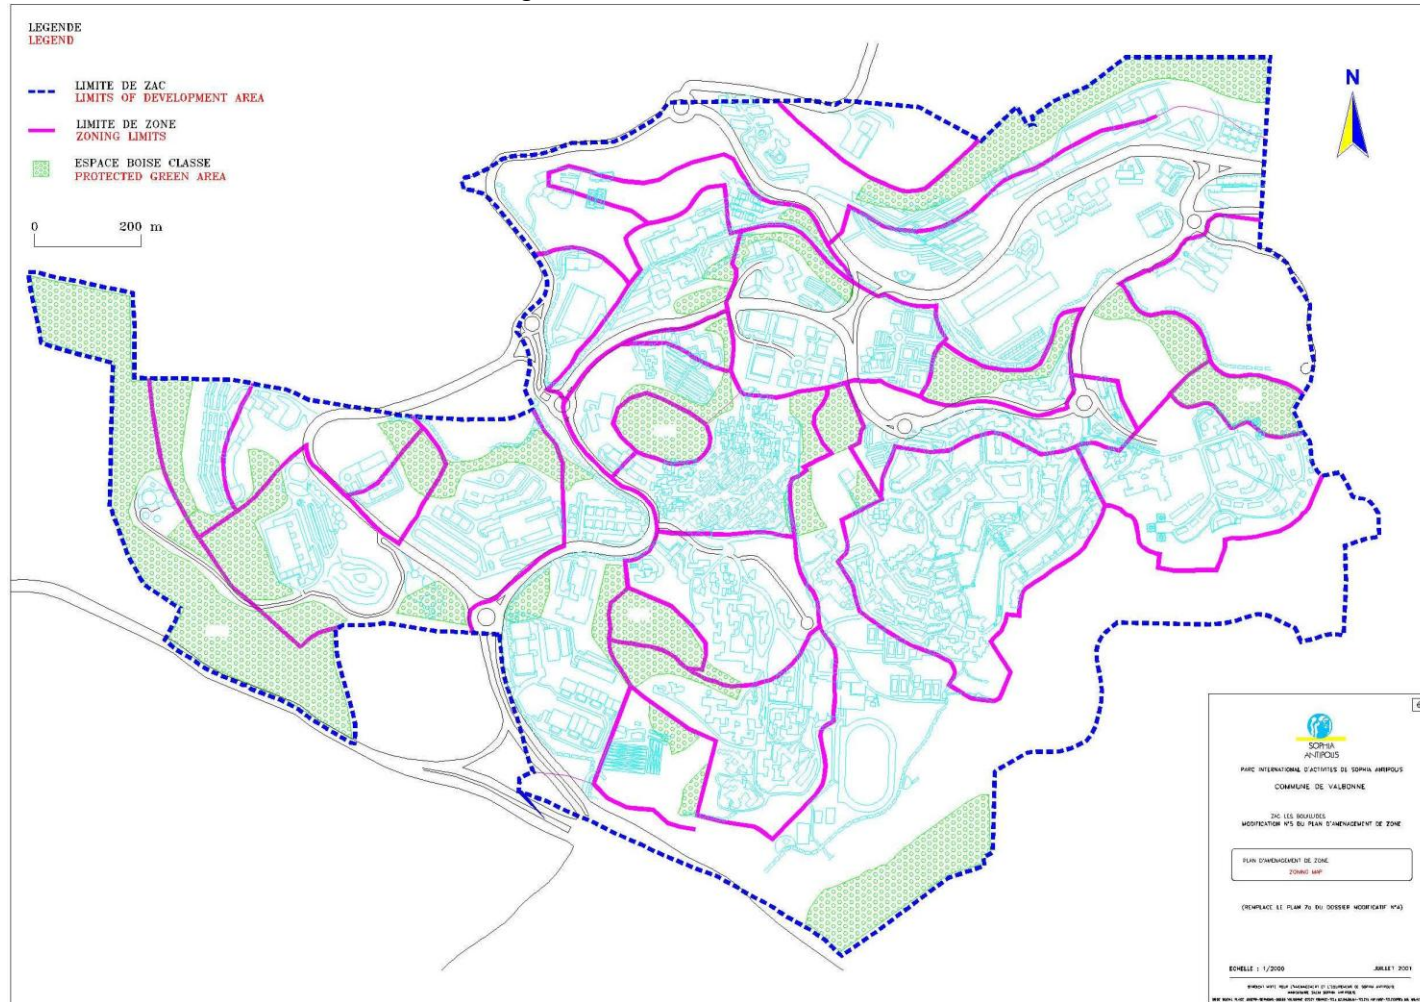 LEGENDE
LEGEND
LIMITE DE ZAC
LIMITS OF DEVELOPMENT AREA
LIMITE DE ZONE
ZONING LIMITS
ESPACE BOISE CLASSE
PROTECTED GREEN AREA
0 200 m
N
SOPHIA
ANTIPOLIS
PARC INTERNATIONAL D'ACTIVITES DE SOPHIA ANTIPOLIS
COMMUNE DE VALBONNE
ZAC LES BOUILLIDES
MODIFICATION N°5 DU PLAN D'AMENAGEMENT DE ZONE
PLAN D'AMENAGEMENT DE ZONE
ZONING MAP
(REMPLACE LE PLAN 7a DU DOSSIER MODIFICATIF N°4)
ECHELLE : 1/2000 JUILLET 2001